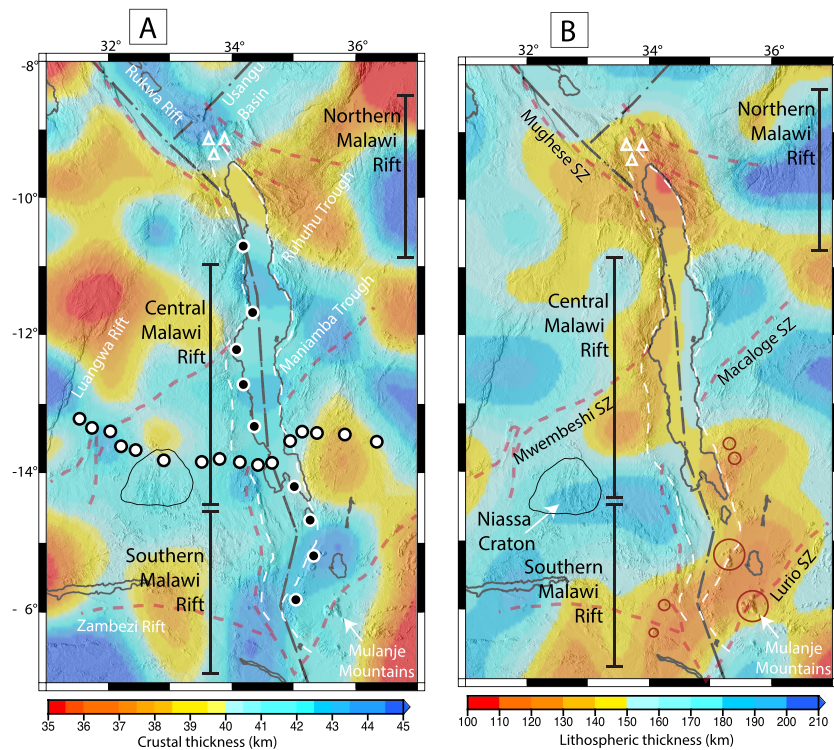 A
B
32° 34° 36°
32° 34° 36°
-8°
-10°
-12°
-14°
-6°
Rukwa Rift
Usangu
Basin
Northern
Malawi
Rift
Ruhuhu Trough
Central
Malawi
Rift
Luangwa Rift
Maniamba Trough
Southern
Malawi
Rift
Zambezi Rift
Mulanje
Mountains
35 36 37 38 39 40 41 42 43 44 45
Crustal thickness (km)
Mughese SZ
Northern
Malawi
Rift
Central
Malawi
Rift
Macaloge SZ
Mwembeshi SZ
Niassa
Craton
Southern
Malawi
Rift
Lurio SZ
Mulanje
Mountains
100 110 120 130 140 150 160 170 180 190 200 210
Lithospheric thickness (km)